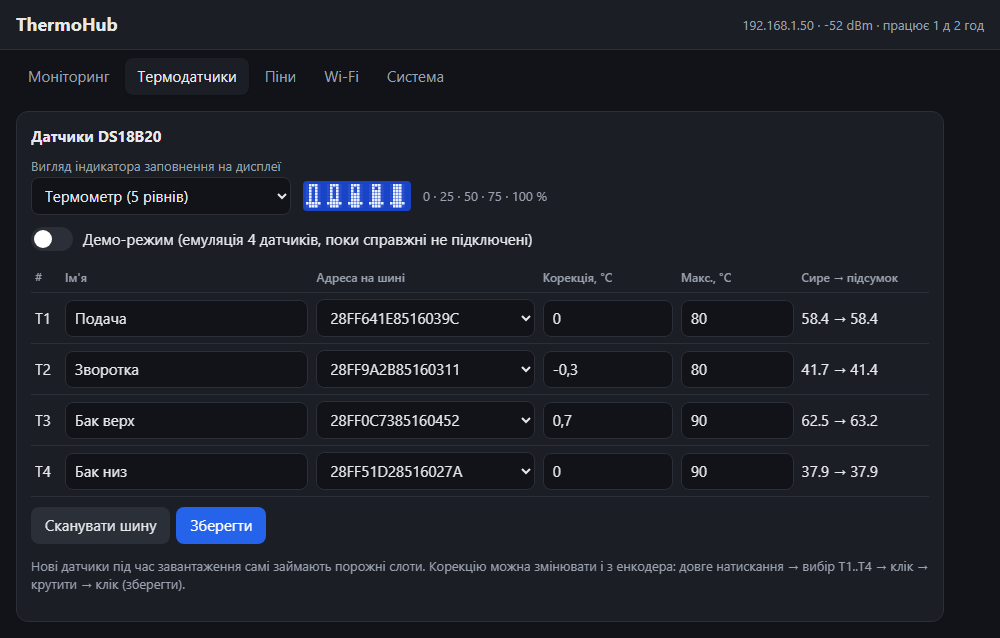 ThermoHub
192.168.1.50 · -52 dBm · працює 1 д 2 год
Моніторинг Термодатчики Піни Wi-Fi Система
Датчики DS18B20
Вигляд індикатора заповнення на дисплеї
Термометр (5 рівнів) 0 · 25 · 50 · 75 · 100 %
Демо-режим (емуляція 4 датчиків, поки справжні не підключені)
# Ім'я Адреса на шині Корекція, °C Макс., °C Сире → підсумок
T1 Подача 28FF641E8516039C 0 80 58.4 → 58.4
T2 Зворотка 28FF9A2B85160311 -0,3 80 41.7 → 41.4
T3 Бак верх 28FF0C7385160452 0,7 90 62.5 → 63.2
T4 Бак низ 28FF51D28516027A 0 90 37.9 → 37.9
Сканувати шину Зберегти
Нові датчики під час завантаження самі займають порожні слоти. Корекцію можна змінювати і з енкодера: довге натискання → вибір T1..T4 → клік →
крутити → клік (зберегти).